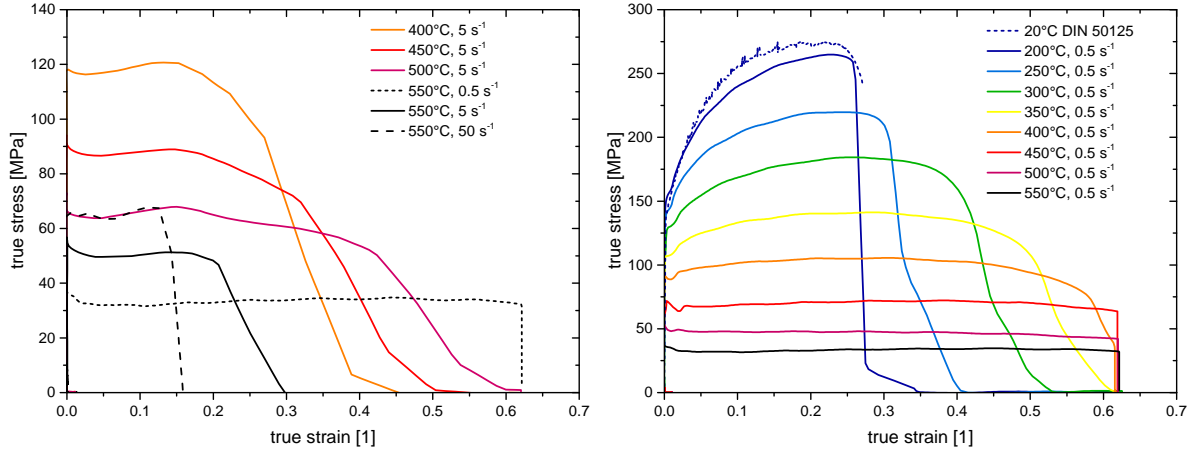 140
120
100
80
60
40
20
0
0.0 0.1 0.2 0.3 0.4 0.5 0.6 0.7
true stress [MPa]
true strain [1]
400°C, 5 s⁻¹
450°C, 5 s⁻¹
500°C, 5 s⁻¹
550°C, 0.5 s⁻¹
550°C, 5 s⁻¹
550°C, 50 s⁻¹
300
250
200
150
100
50
0
0.0 0.1 0.2 0.3 0.4 0.5 0.6 0.7
true stress [MPa]
true strain [1]
20°C DIN 50125
200°C, 0.5 s⁻¹
250°C, 0.5 s⁻¹
300°C, 0.5 s⁻¹
350°C, 0.5 s⁻¹
400°C, 0.5 s⁻¹
450°C, 0.5 s⁻¹
500°C, 0.5 s⁻¹
550°C, 0.5 s⁻¹